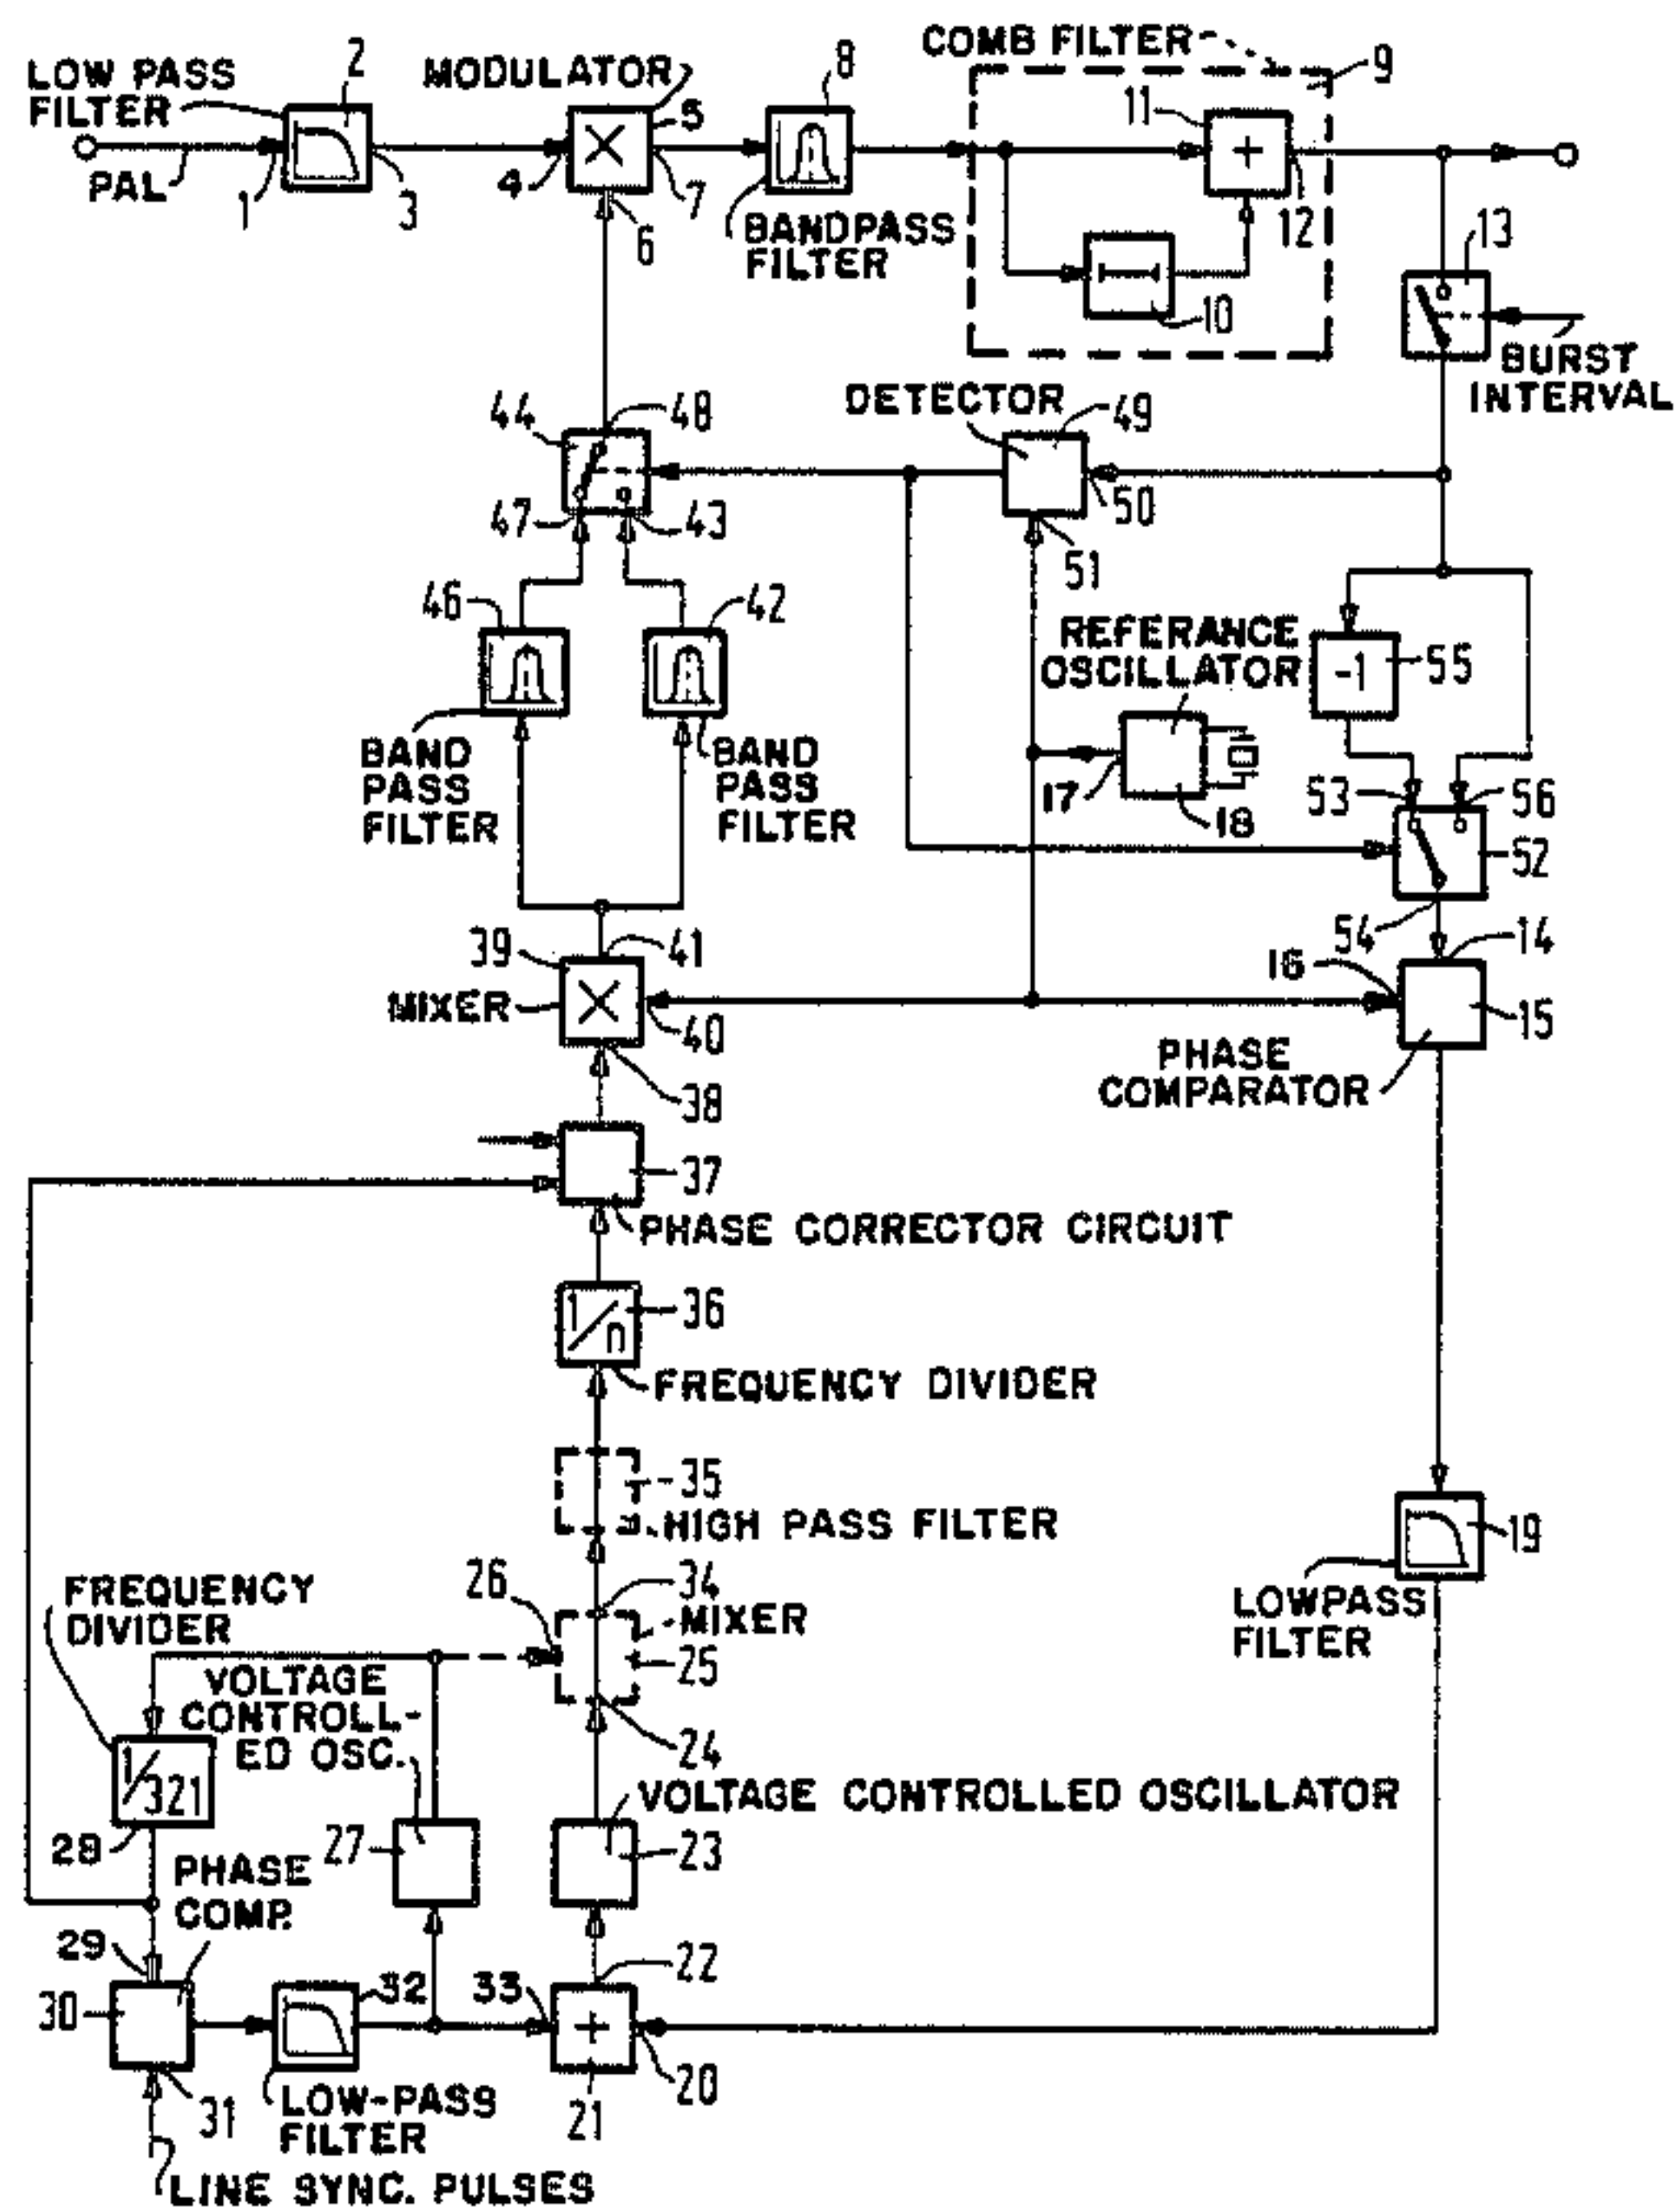 LOW PASS
FILTER
2
PAL
1
3
MODULATOR
4
5
6
7
8
BANDPASS
FILTER
COMB FILTER
9
11
+
12
10
13
BURST
INTERVAL
44
48
47
43
DETECTOR
49
50
51
46
42
BAND
PASS
FILTER
BAND
PASS
FILTER
REFERANCE
OSCILLATOR
17
18
-1
55
53
56
52
54
14
16
15
PHASE
COMPARATOR
39
41
MIXER
40
38
37
PHASE CORRECTOR CIRCUIT
1/n
36
FREQUENCY DIVIDER
35
HIGH PASS FILTER
19
LOWPASS
FILTER
26
34
MIXER
25
24
FREQUENCY
DIVIDER
VOLTAGE
CONTROLL-
ED OSC.
1/321
28
27
VOLTAGE CONTROLLED OSCILLATOR
23
PHASE
COMP.
29
30
31
32
33
22
+
21
20
LOW-PASS
FILTER
LINE SYNC. PULSES